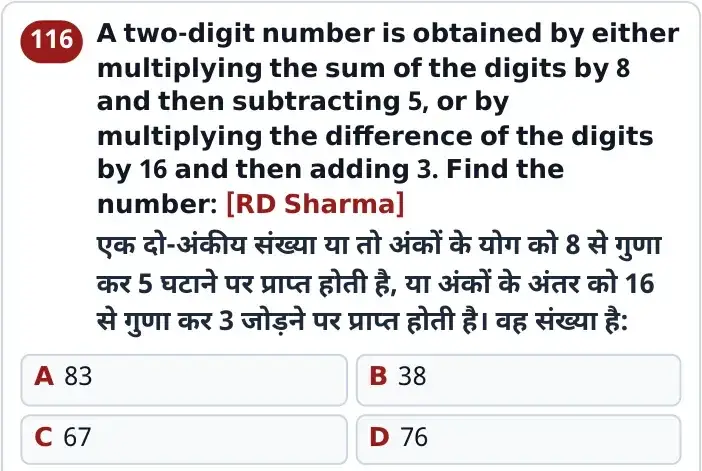 116 A two-digit number is obtained by either
multiplying the sum of the digits by 8
and then subtracting 5, or by
multiplying the difference of the digits
by 16 and then adding 3. Find the
number: [RD Sharma]
एक दो-अंकीय संख्या या तो अंकों के योग को 8 से गुणा
कर 5 घटाने पर प्राप्त होती है, या अंकों के अंतर को 16
से गुणा कर 3 जोड़ने पर प्राप्त होती है। वह संख्या है:
A 83
B 38
C 67
D 76